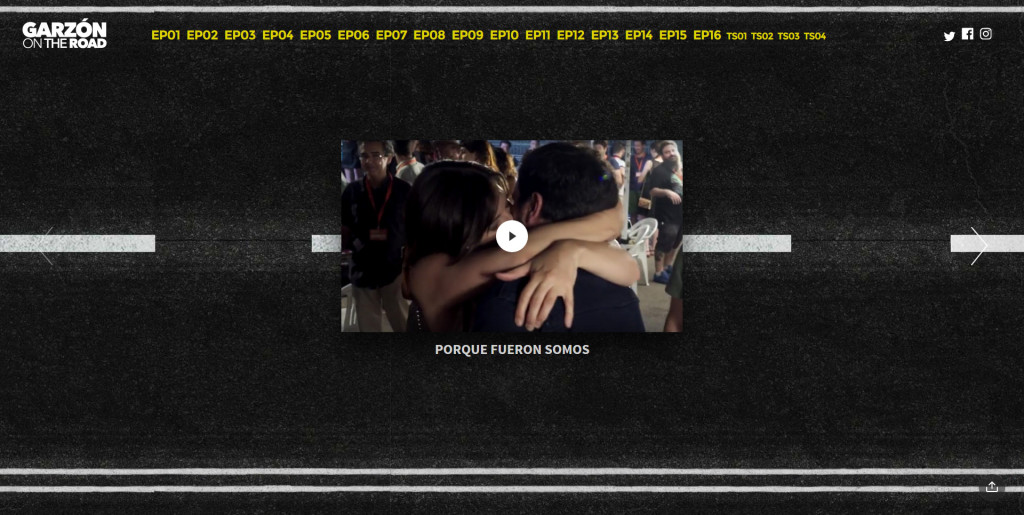 GARZÓN
ON THE ROAD
EP01 EP02 EP03 EP04 EP05 EP06 EP07 EP08 EP09 EP10 EP11 EP12 EP13 EP14 EP15 EP16 TS01 TS02 TS03 TS04
PORQUE FUERON SOMOS